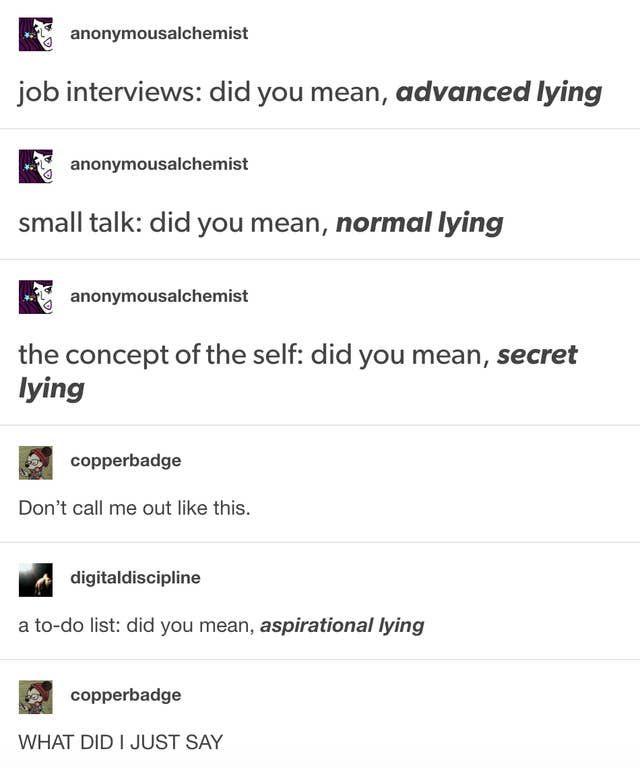 anonymousalchemist
job interviews: did you mean, advanced lying
anonymousalchemist
small talk: did you mean, normal lying
anonymousalchemist
the concept of the self: did you mean, secret
lying
copperbadge
Don’t call me out like this.
digitaldiscipline
a to-do list: did you mean, aspirational lying
copperbadge
WHAT DID I JUST SAY